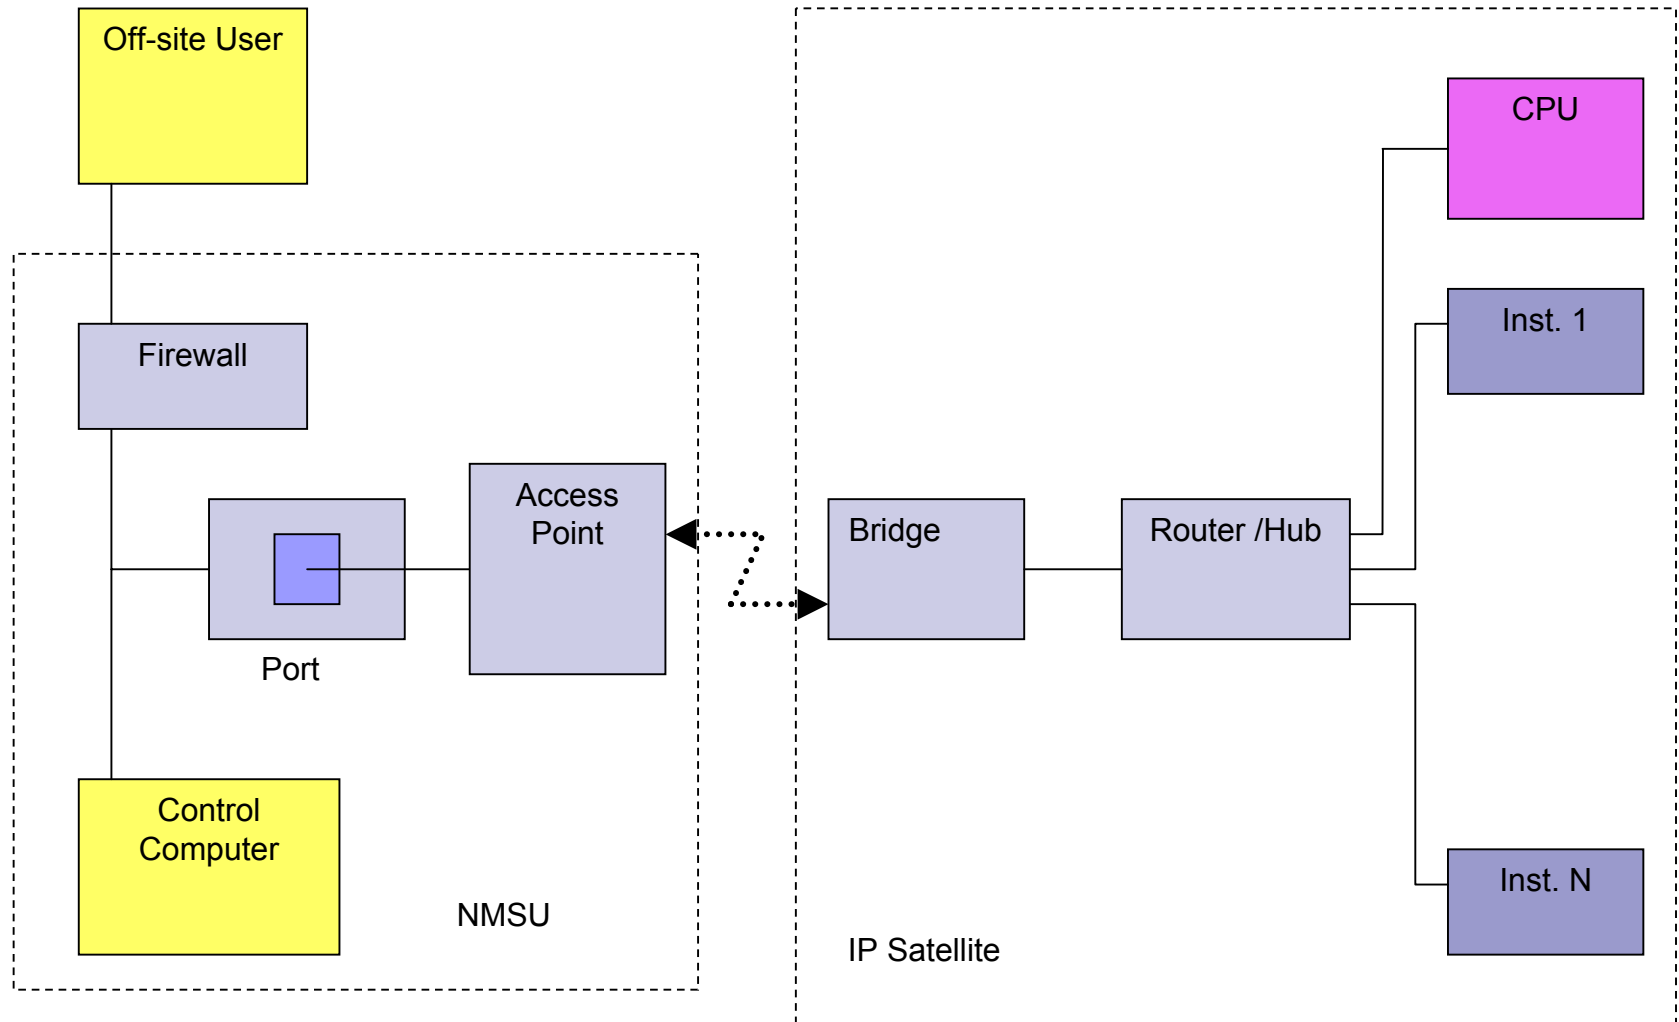 Off-site User
CPU
Inst. 1
Firewall
Access
Point
Bridge
Router /Hub
Port
Control
Computer
Inst. N
NMSU
IP Satellite